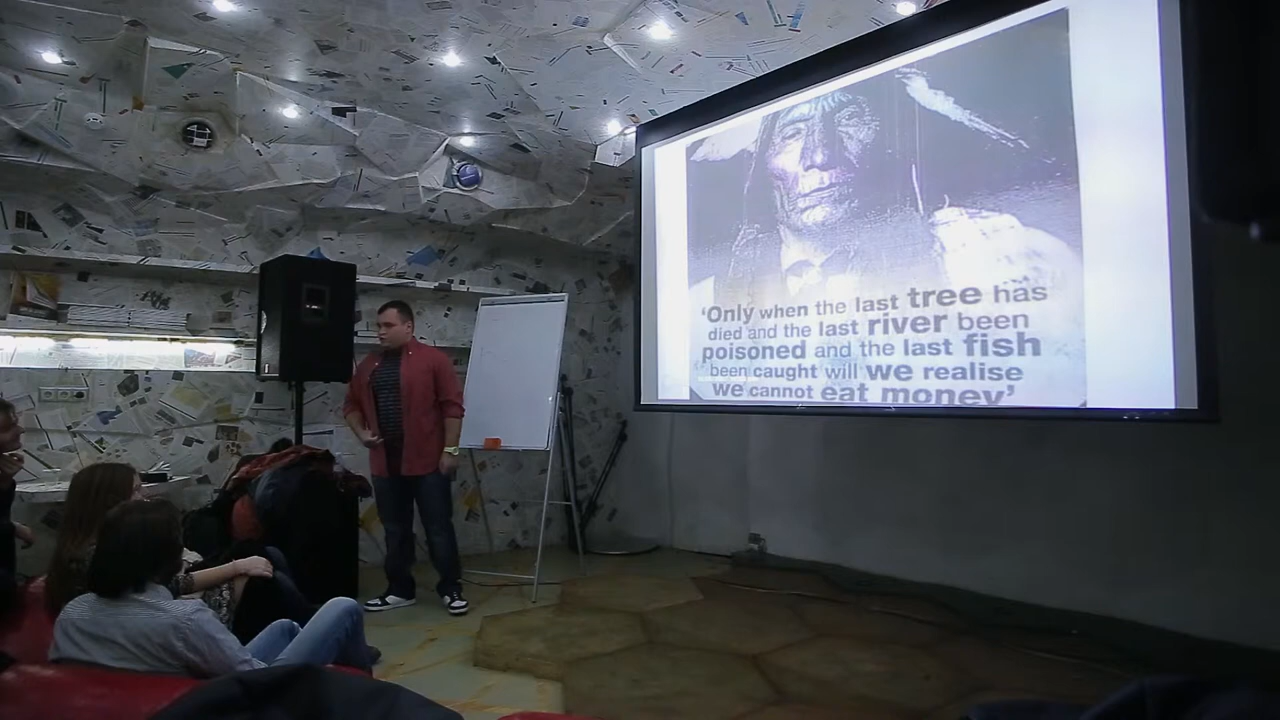 'Only when the last tree has
died and the last river been
poisoned and the last fish
been caught will we realise
we cannot eat money'